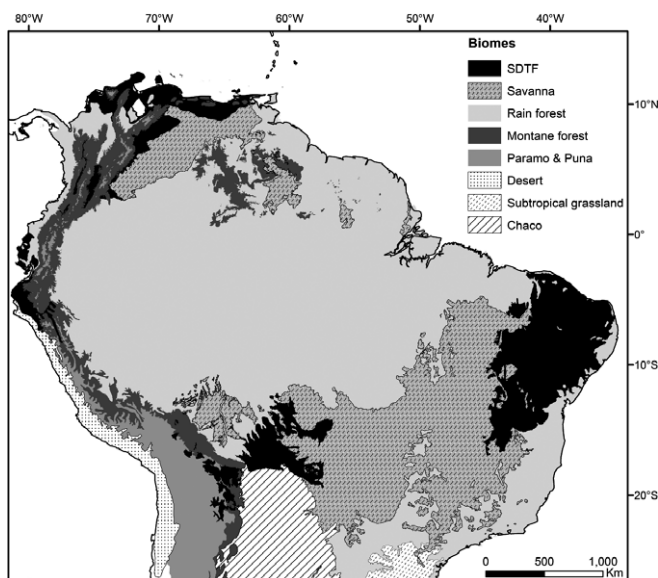 80°W 70°W 60°W 50°W 40°W
Biomes
SDTF
Savanna
Rain forest
Montane forest
Paramo & Puna
Desert
Subtropical grassland
Chaco
10°N
0°
10°S
20°S
0 500 1,000
Km